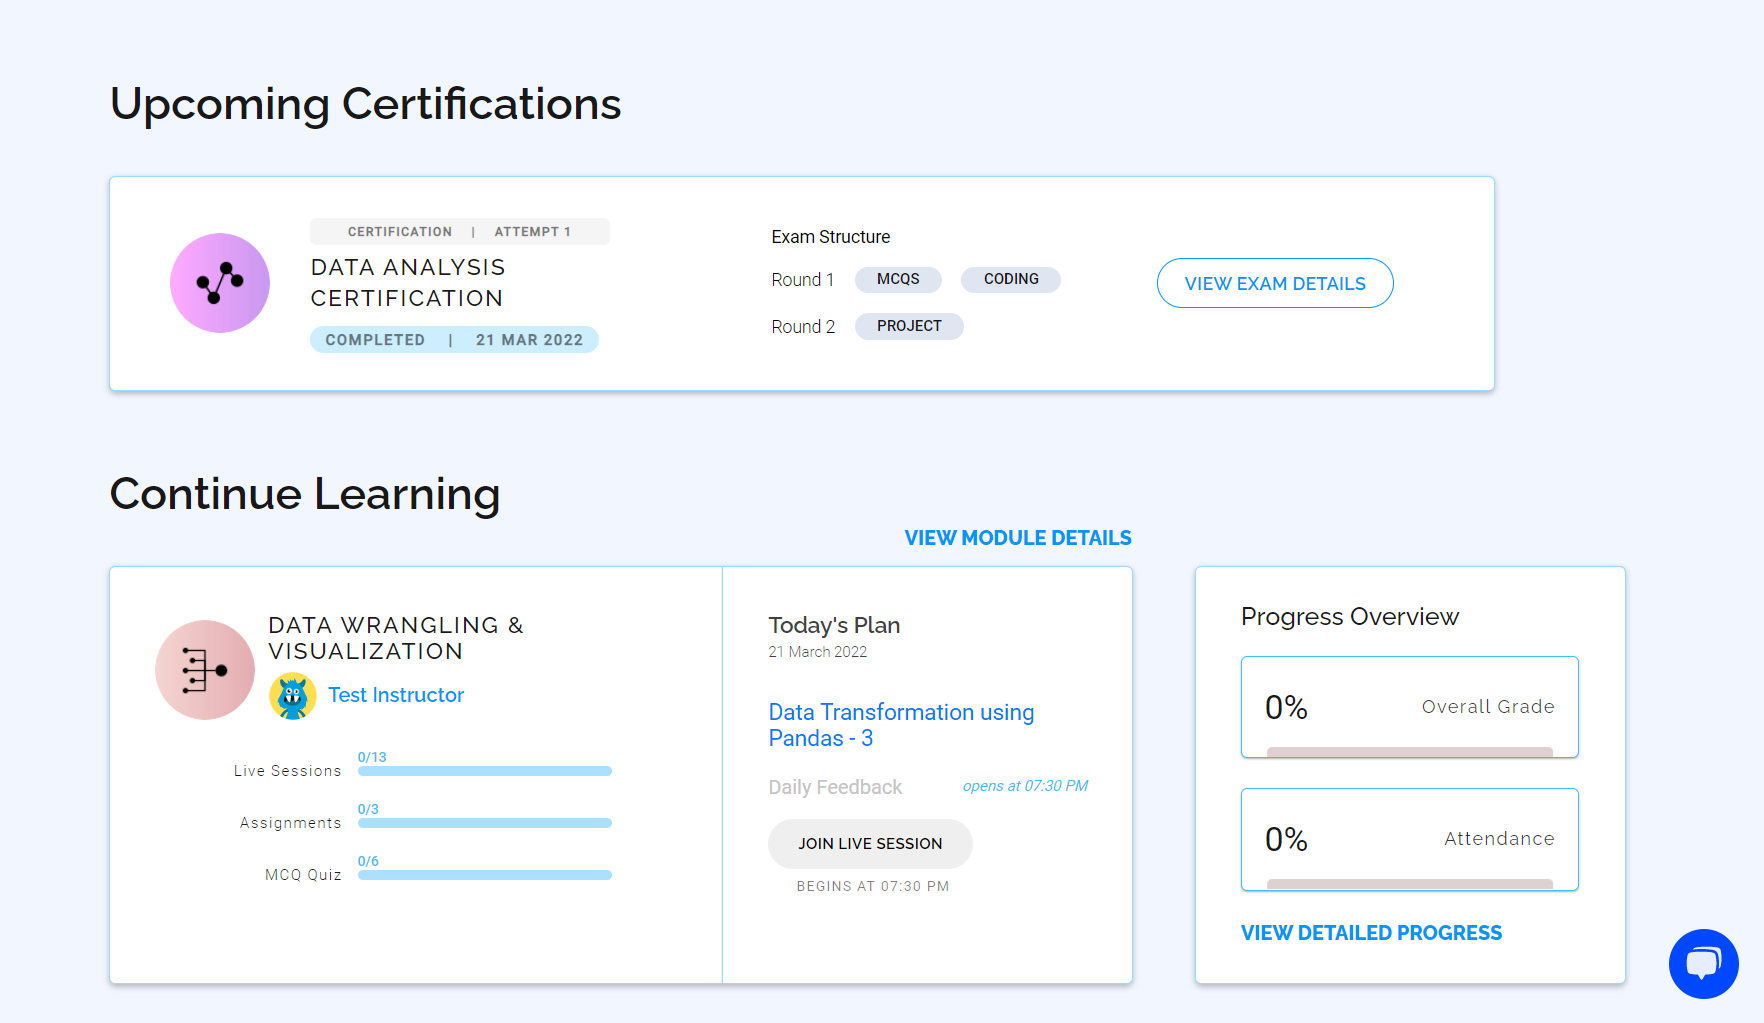 Upcoming Certifications
CERTIFICATION | ATTEMPT 1
DATA ANALYSIS
CERTIFICATION
COMPLETED | 21 MAR 2022
Exam Structure
Round 1 MCQS CODING
Round 2 PROJECT
VIEW EXAM DETAILS
Continue Learning
VIEW MODULE DETAILS
DATA WRANGLING &
VISUALIZATION
Test Instructor
0/13
Live Sessions
0/3
Assignments
0/6
MCQ Quiz
Today's Plan
21 March 2022
Data Transformation using
Pandas - 3
Daily Feedback opens at 07:30 PM
JOIN LIVE SESSION
BEGINS AT 07:30 PM
Progress Overview
0% Overall Grade
0% Attendance
VIEW DETAILED PROGRESS